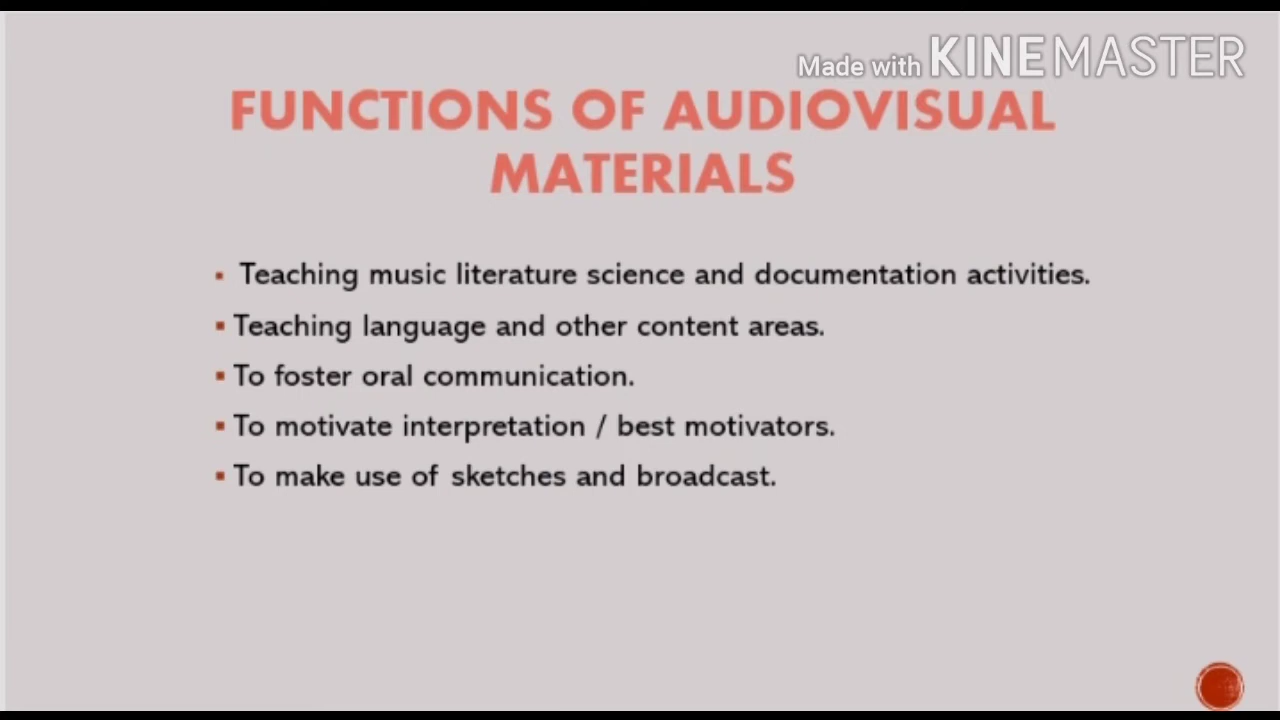 Made with KINEMASTER
FUNCTIONS OF AUDIOVISUAL
MATERIALS
▪ Teaching music literature science and documentation activities.
▪ Teaching language and other content areas.
▪ To foster oral communication.
▪ To motivate interpretation / best motivators.
▪ To make use of sketches and broadcast.